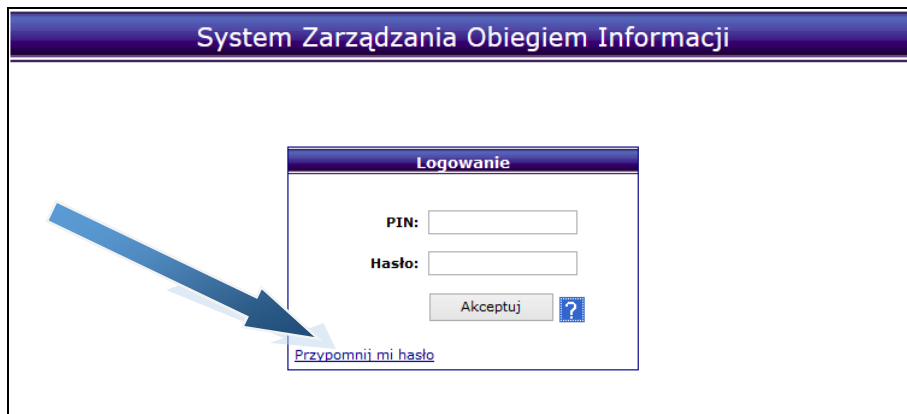 System Zarządzania Obiegiem Informacji
Logowanie
PIN:
Hasło:
Akceptuj ?
Przypomnij mi hasło